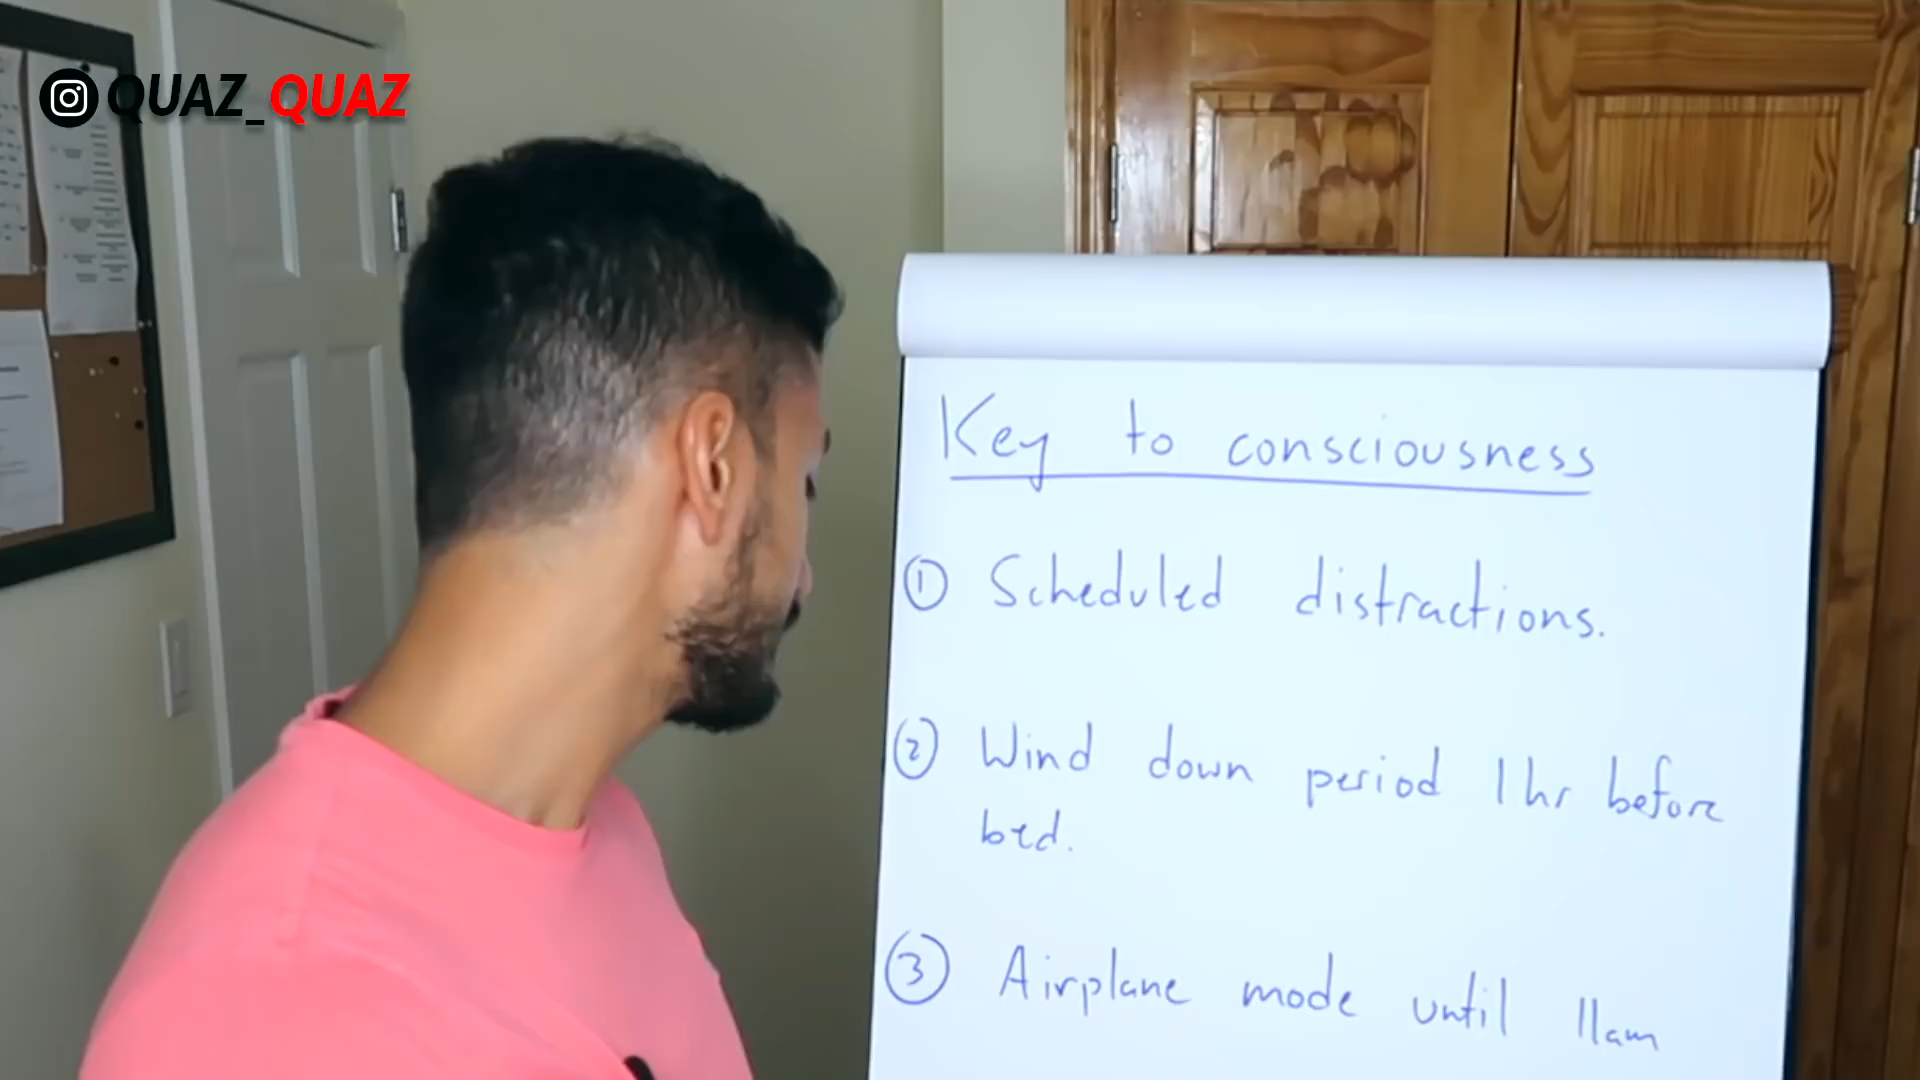 QUAZ_QUAZ
Key to consciousness
① Scheduled distractions.
② Wind down period 1hr before
bed.
③ Airplane mode until 11am